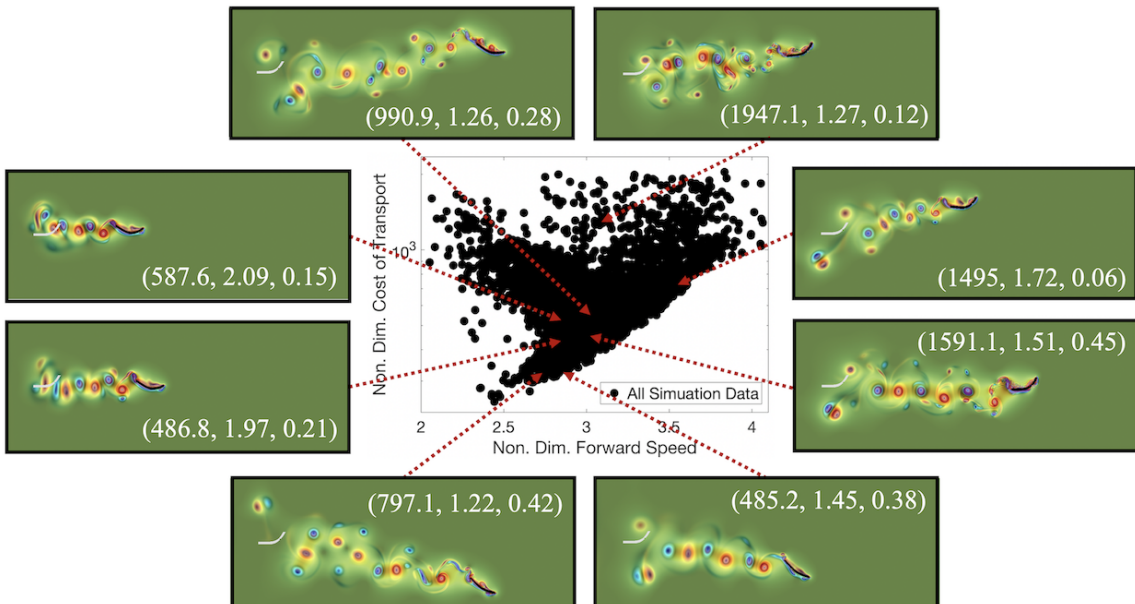 (990.9, 1.26, 0.28)
(1947.1, 1.27, 0.12)
(587.6, 2.09, 0.15)
(1495, 1.72, 0.06)
(486.8, 1.97, 0.21)
(1591.1, 1.51, 0.45)
(797.1, 1.22, 0.42)
(485.2, 1.45, 0.38)
Non. Dim. Cost of Transport
10³
All Simuation Data
2 2.5 3 3.5 4
Non. Dim. Forward Speed